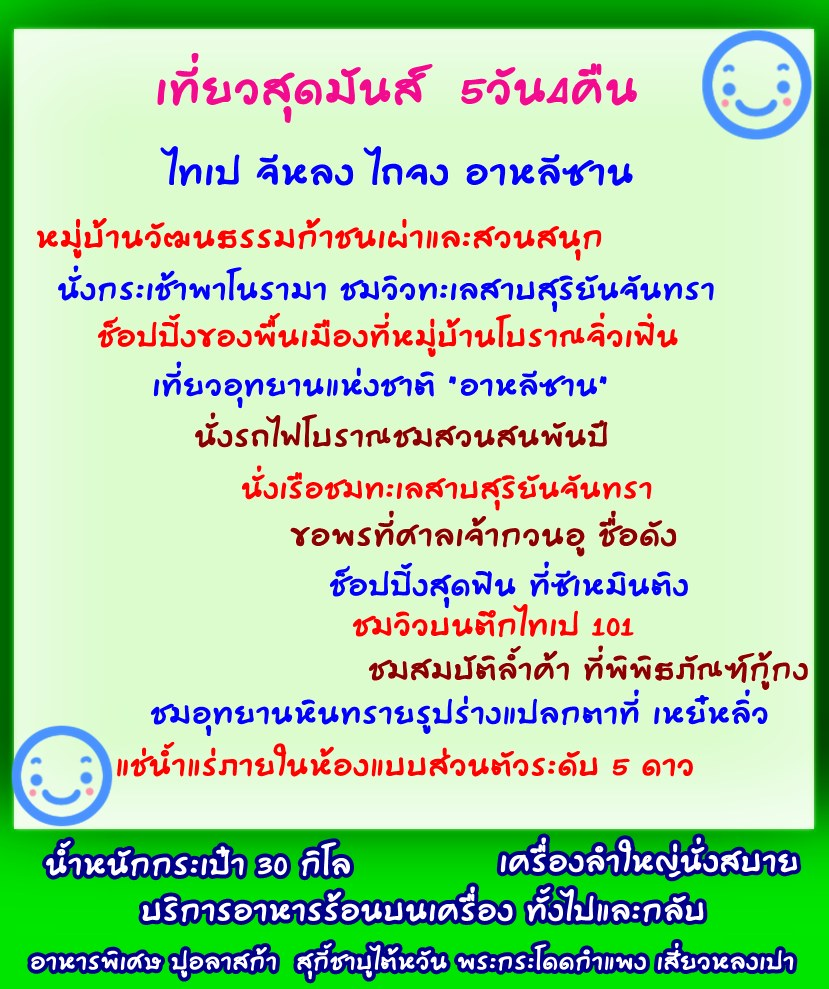 เที่ยวสุดมันส์ 5วัน4คืน
ไทเป จีหลง ไถจง อาหลีซาน
หมู่บ้านวัฒนธรรมก้าชนเผ่าและสวนสนุก
นั่งกระเช้าพาโนรามา ชมวิวทะเลสาบสุริยันจันทรา
ช็อปปิ้งของพื้นเมืองที่หมู่บ้านโบราณจิ่วเฟิ่น
เที่ยวอุทยานแห่งชาติ "อาหลีซาน"
นั่งรถไฟโบราณชมสวนสนพันปี
นั่งเรือชมทะเลสาบสุริยันจันทรา
ขอพรที่ศาลเจ้ากวนอู ชื่อดัง
ช็อปปิ้งสุดฟิน ที่ซีเหมินติง
ชมวิวบนตึกไทเป 101
ชมสมบัติล้ำค้า ที่พิพิธภัณฑ์กู้กง
ชมอุทยานหินทรายรูปร่างแปลกตาที่ เหย๋หลิ่ว
แช่น้ำแร่ภายในห้องแบบส่วนตัวระดับ 5 ดาว
น้ำหนักกระเป๋า 30 กิโล เครื่องลำใหญ่นั่งสบาย
บริการอาหารร้อนบนเครื่อง ทั้งไปและกลับ
อาหารพิเศษ ปูอลาสก้า สุกี้ชาบูไต้หวัน พระกระโดดกำแพง เสี่ยวหลงเปา